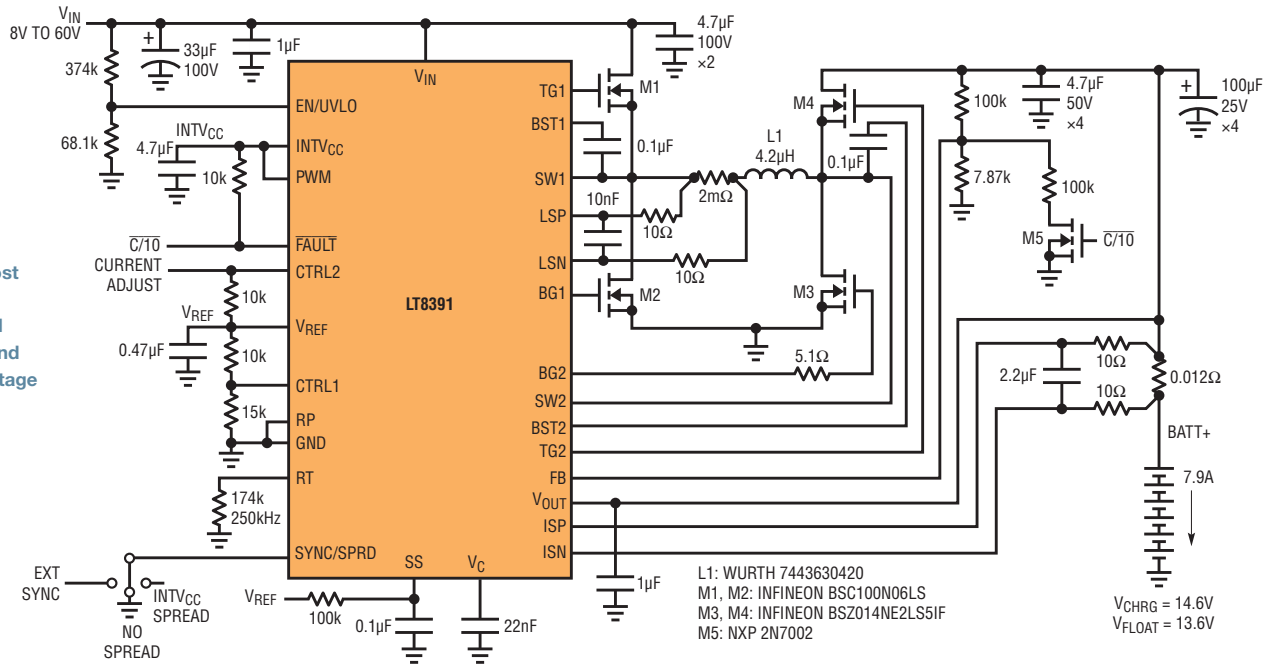 ost
l
nd
tage
VIN
8V TO 60V
374k
68.1k
+
33µF
100V
1µF
4.7µF
100V
×2
INTVCC
4.7µF
10k
C/10
CURRENT
ADJUST
10k
VREF
0.47µF
10k
15k
174k
250kHz
EXT
SYNC
INTVCC
SPREAD
NO
SPREAD
VREF
100k
0.1µF
22nF
VIN
EN/UVLO
INTVCC
PWM
FAULT
CTRL2
VREF
CTRL1
RP
GND
RT
SYNC/SPRD
SS
VC
LT8391
TG1
BST1
SW1
LSP
LSN
BG1
BG2
SW2
BST2
TG2
FB
VOUT
ISP
ISN
M1
0.1µF
10nF
10Ω
10Ω
2mΩ
L1
4.2µH
M2
M4
0.1µF
M3
5.1Ω
100k
7.87k
4.7µF
50V
×4
+
100µF
25V
×4
100k
M5
C/10
2.2µF
10Ω
10Ω
0.012Ω
BATT+
7.9A
1µF
L1: WURTH 7443630420
M1, M2: INFINEON BSC100N06LS
M3, M4: INFINEON BSZ014NE2LS5IF
M5: NXP 2N7002
VCHRG = 14.6V
VFLOAT = 13.6V